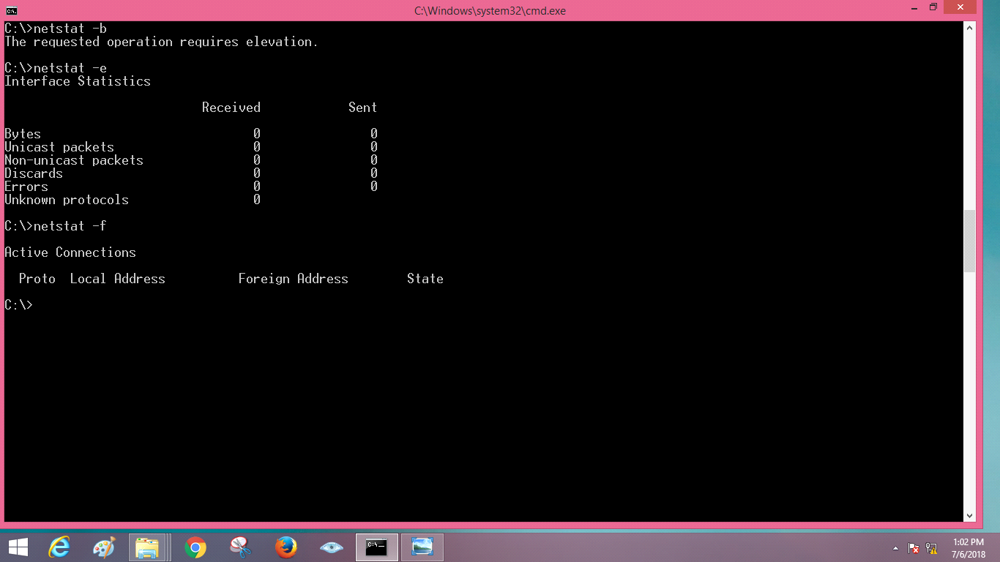 C:\Windows\system32\cmd.exe
C:\>netstat -b
The requested operation requires elevation.
C:\>netstat -e
Interface Statistics
Received Sent
Bytes 0 0
Unicast packets 0 0
Non-unicast packets 0 0
Discards 0 0
Errors 0 0
Unknown protocols 0
C:\>netstat -f
Active Connections
Proto Local Address Foreign Address State
C:\>
1:02 PM
7/6/2018